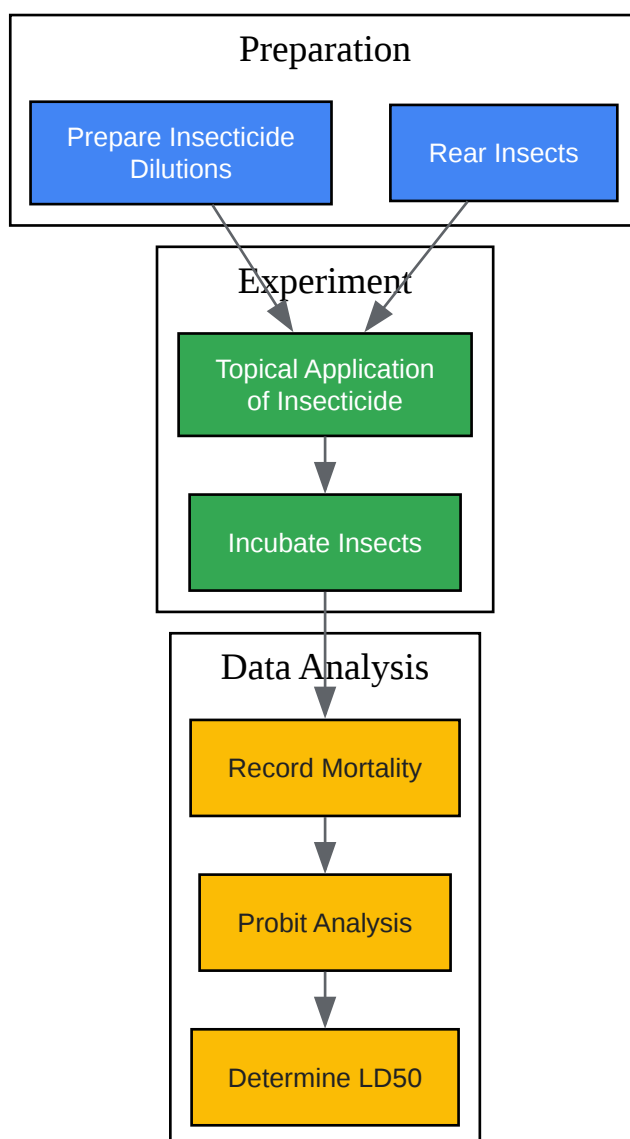 Preparation
Prepare Insecticide
Dilutions
Rear Insects
Experiment
Topical Application
of Insecticide
Incubate Insects
Data Analysis
Record Mortality
Probit Analysis
Determine LD50